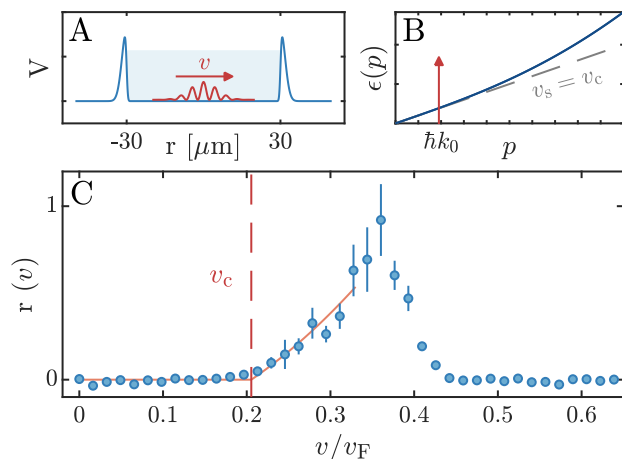 A
V
v
-30
30
r [μm]
B
ϵ(p)
v_s = v_c
ħk_0
p
C
1
r (v)
v_c
0
0
0.1
0.2
0.3
0.4
0.5
0.6
v/v_F